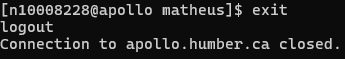 [n10008228@apollo matheus]$ exit
logout
Connection to apollo.humber.ca closed.